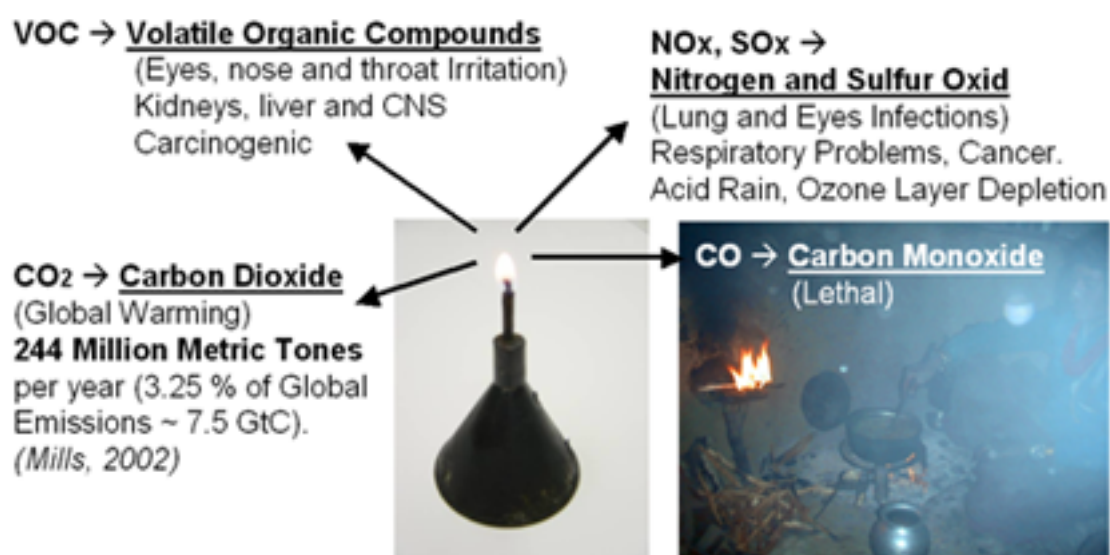 VOC → Volatile Organic Compounds
(Eyes, nose and throat Irritation)
Kidneys, liver and CNS
Carcinogenic
NOx, SOx →
Nitrogen and Sulfur Oxid
(Lung and Eyes Infections)
Respiratory Problems, Cancer.
Acid Rain, Ozone Layer Depletion
CO2 → Carbon Dioxide
(Global Warming)
244 Million Metric Tones
per year (3.25 % of Global
Emissions ~ 7.5 GtC).
(Mills, 2002)
CO → Carbon Monoxide
(Lethal)